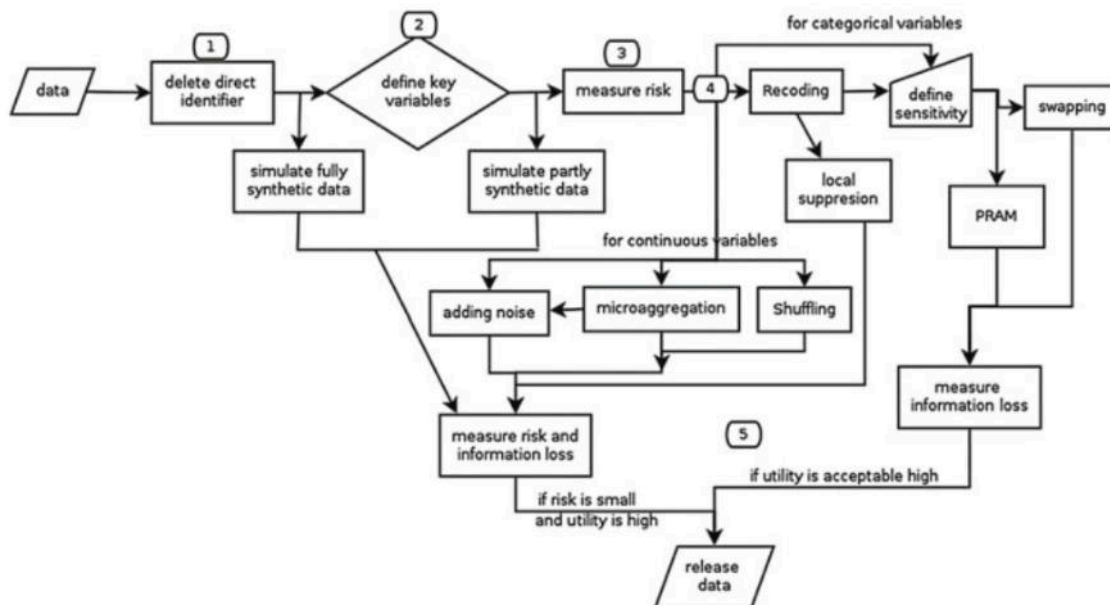 1
2
3
4
for categorical variables
data
delete direct
identifier
define key
variables
measure risk
Recoding
define
sensitivity
swapping
simulate fully
synthetic data
simulate partly
synthetic data
local
suppresion
PRAM
for continuous variables
adding noise
microaggregation
Shuffling
measure
information loss
measure risk and
information loss
5
if utility is acceptable high
if risk is small
and utility is high
release
data